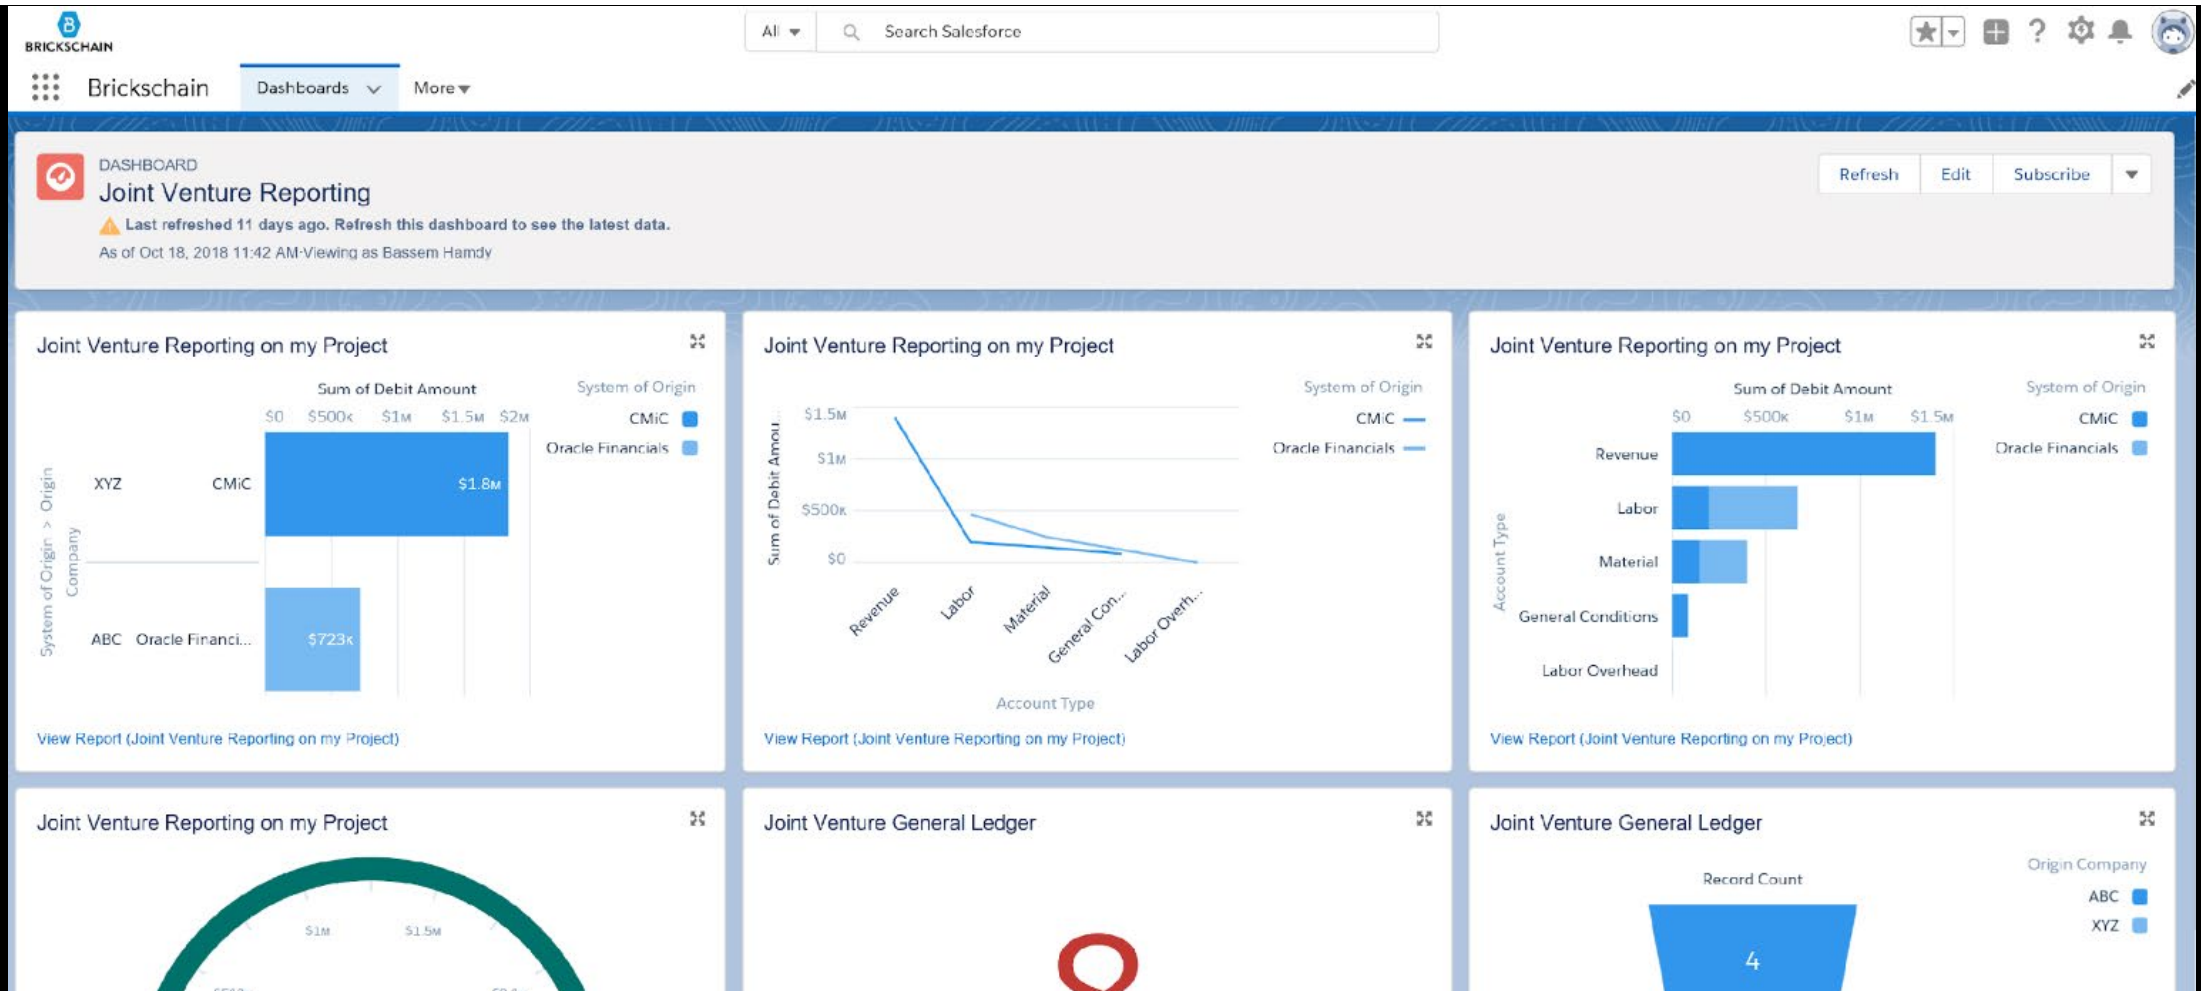 BRICKSCHAIN
All
Search Salesforce
Brickschain
Dashboards
More
DASHBOARD
Joint Venture Reporting
Last refreshed 11 days ago. Refresh this dashboard to see the latest data.
As of Oct 18, 2018 11:42 AM·Viewing as Bassem Hamdy
Refresh
Edit
Subscribe
Joint Venture Reporting on my Project
Sum of Debit Amount
$0 $500K $1M $1.5M $2M
System of Origin
CMiC
Oracle Financials
System of Origin > Origin
Company
XYZ CMiC $1.8M
ABC Oracle Financi... $723K
View Report (Joint Venture Reporting on my Project)
Joint Venture Reporting on my Project
System of Origin
CMiC
Oracle Financials
Sum of Debit Amou...
$1.5M
$1M
$500K
$0
Revenue
Labor
Material
General Con...
Labor Overh...
Account Type
View Report (Joint Venture Reporting on my Project)
Joint Venture Reporting on my Project
Sum of Debit Amount
$0 $500K $1M $1.5M
System of Origin
CMiC
Oracle Financials
Account Type
Revenue
Labor
Material
General Conditions
Labor Overhead
View Report (Joint Venture Reporting on my Project)
Joint Venture Reporting on my Project
$1M $1.5M
Joint Venture General Ledger
Joint Venture General Ledger
Record Count
Origin Company
ABC
XYZ
4